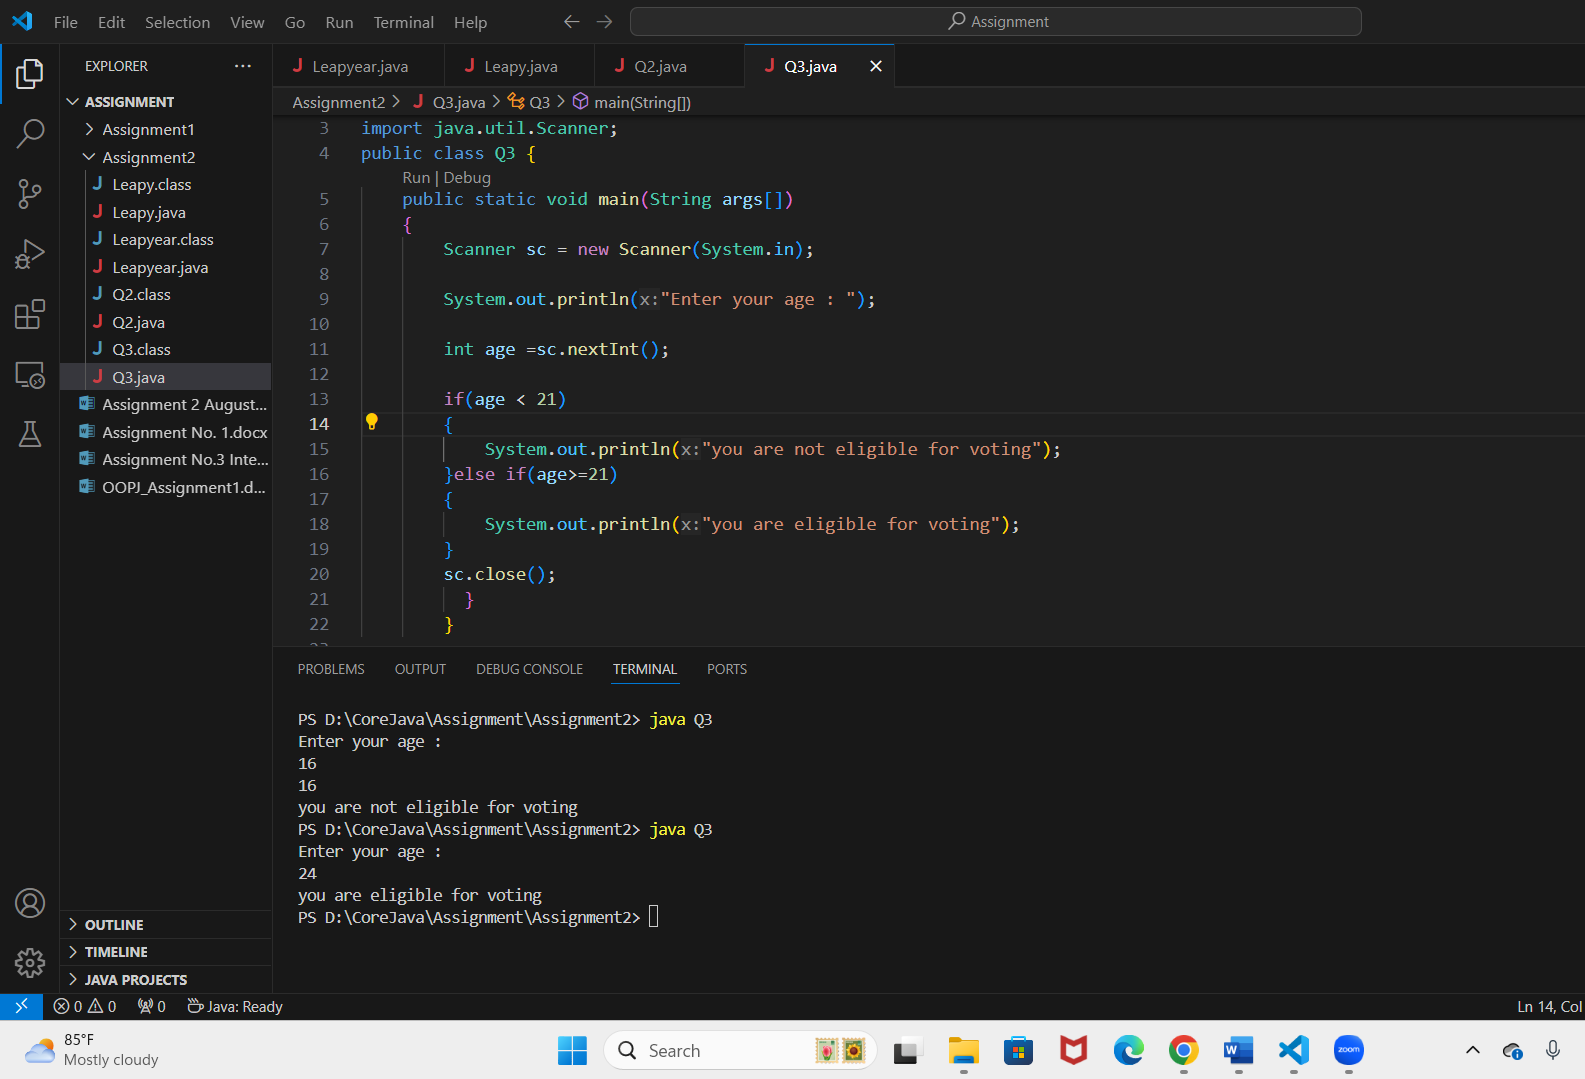 File Edit Selection View Go Run Terminal Help
Assignment
EXPLORER
ASSIGNMENT
Assignment1
Assignment2
Leapy.class
Leapy.java
Leapyear.class
Leapyear.java
Q2.class
Q2.java
Q3.class
Q3.java
Assignment 2 August...
Assignment No. 1.docx
Assignment No.3 Inte...
OOPJ_Assignment1.d...
OUTLINE
TIMELINE
JAVA PROJECTS
Leapyear.java Leapy.java Q2.java Q3.java
Assignment2 > Q3.java > Q3 > main(String[])
3 import java.util.Scanner;
4 public class Q3 {
Run | Debug
5 public static void main(String args[])
6 {
7 Scanner sc = new Scanner(System.in);
8
9 System.out.println(x:"Enter your age : ");
10
11 int age =sc.nextInt();
12
13 if(age < 21)
14 {
15 System.out.println(x:"you are not eligible for voting");
16 }else if(age>=21)
17 {
18 System.out.println(x:"you are eligible for voting");
19 }
20 sc.close();
21 }
22 }
PROBLEMS OUTPUT DEBUG CONSOLE TERMINAL PORTS
PS D:\CoreJava\Assignment\Assignment2> java Q3
Enter your age :
16
16
you are not eligible for voting
PS D:\CoreJava\Assignment\Assignment2> java Q3
Enter your age :
24
you are eligible for voting
PS D:\CoreJava\Assignment\Assignment2>
0 0 0 Java: Ready
Ln 14, Col
85°F
Mostly cloudy
Search
zoom